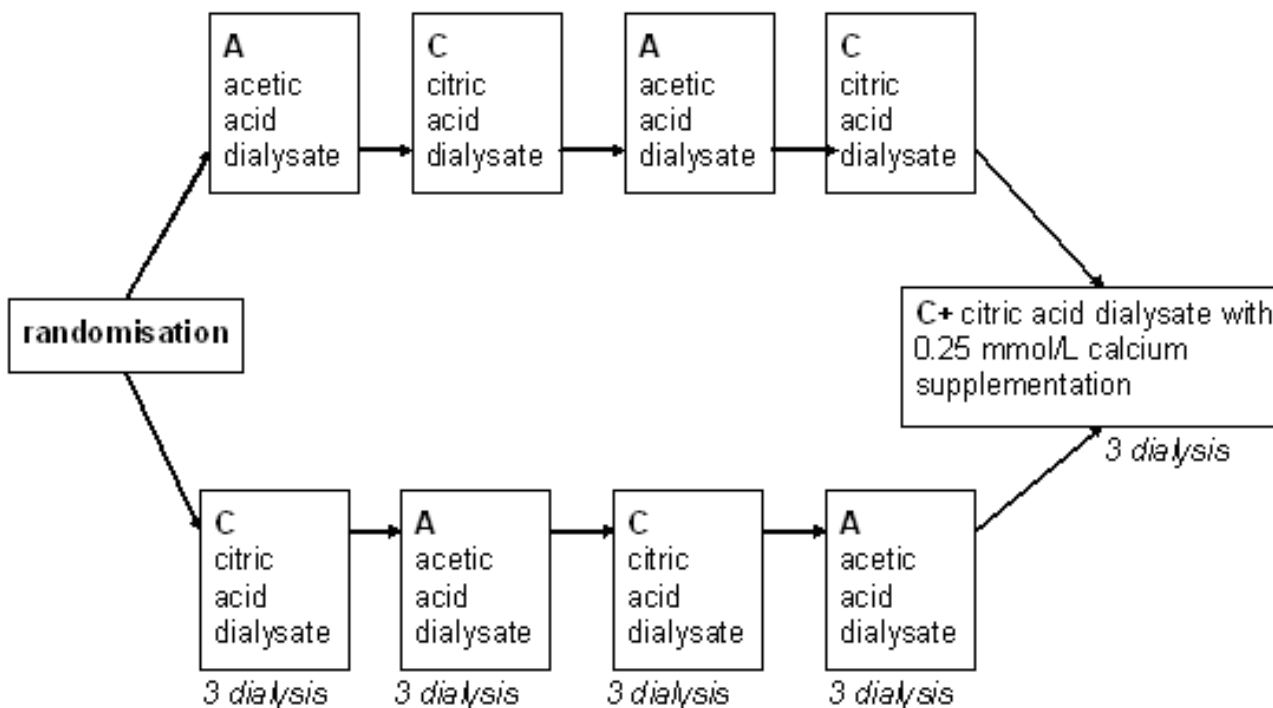 A
acetic
acid
dialysate
C
citric
acid
dialysate
A
acetic
acid
dialysate
C
citric
acid
dialysate
randomisation
C+ citric acid dialysate with
0.25 mmol/L calcium
supplementation
3 dialysis
C
citric
acid
dialysate
3 dialysis
A
acetic
acid
dialysate
3 dialysis
C
citric
acid
dialysate
3 dialysis
A
acetic
acid
dialysate
3 dialysis